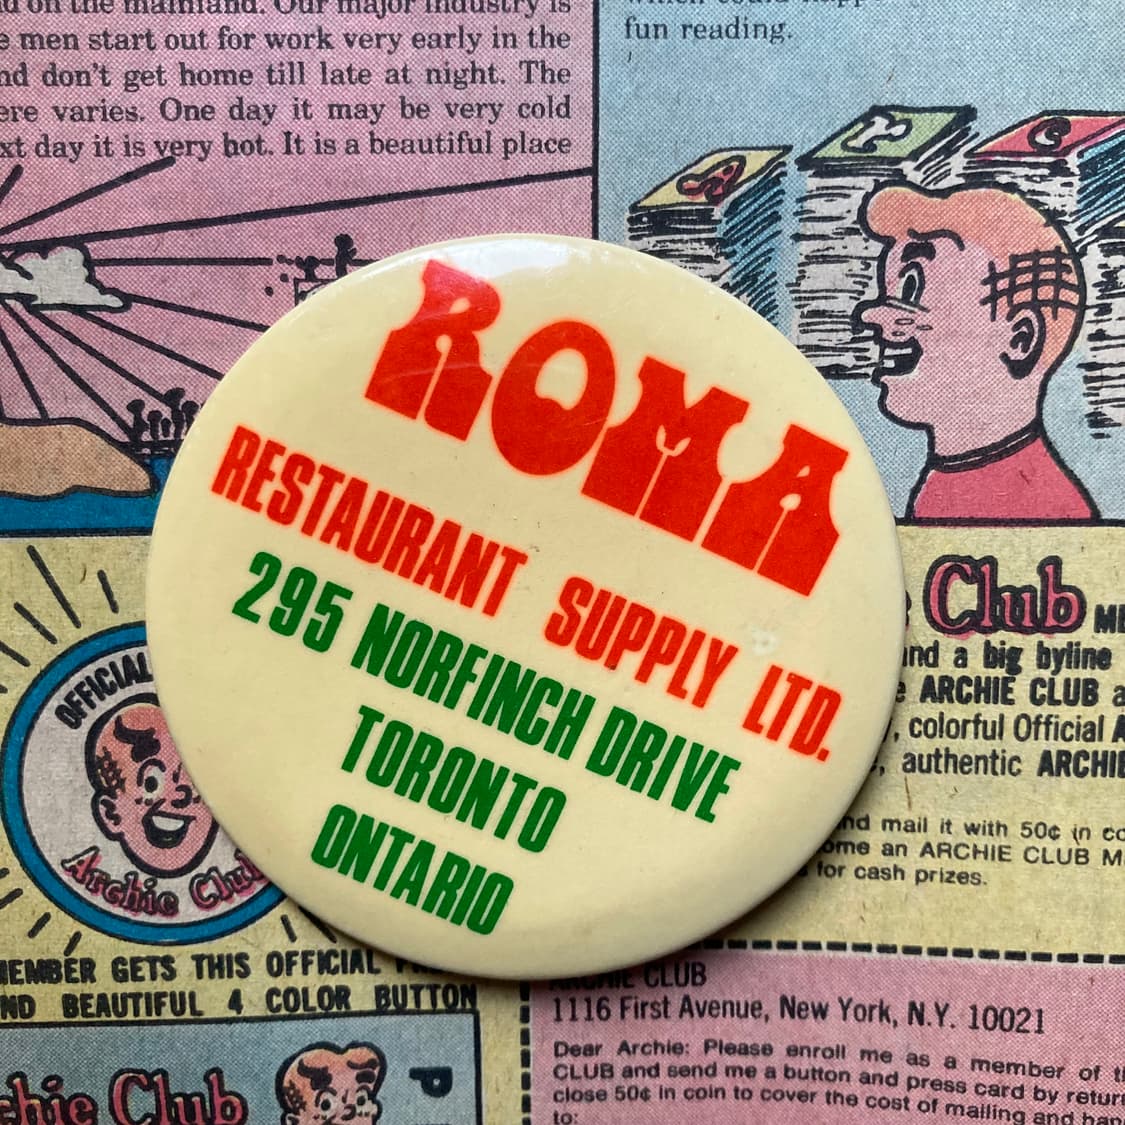 on the mainland. Our major industry is
men start out for work very early in the
nd don't get home till late at night. The
ere varies. One day it may be very cold
xt day it is very hot. It is a beautiful place
fun reading.
A
r
c
ROMA
RESTAURANT SUPPLY LTD.
295 NORFINCH DRIVE
TORONTO
ONTARIO
Club
and a big byline
ARCHIE CLUB a
, colorful Official A
, authentic ARCHIE
nd mail it with 50¢ in co
ome an ARCHIE CLUB M
for cash prizes.
OFFICIAL
Archie Club
EMBER GETS THIS OFFICIAL
ND BEAUTIFUL 4 COLOR BUTTON
chie Club
P
ARCHIE CLUB
1116 First Avenue, New York, N.Y. 10021
Dear Archie: Please enroll me as a member of t
CLUB and send me a button and press card by return
close 50¢ in coin to cover the cost of mailing and han
to: